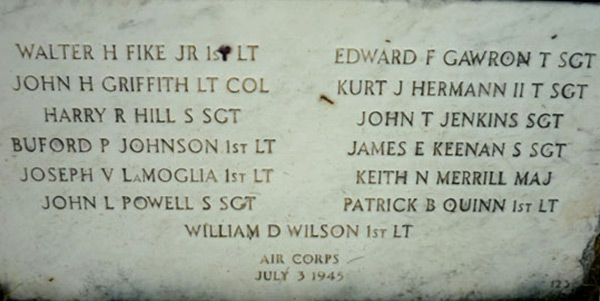 WALTER H FIKE JR 1ST LT
JOHN H GRIFFITH LT COL
HARRY R HILL S SGT
BUFORD P JOHNSON 1ST LT
JOSEPH V LAMOGLIA 1ST LT
JOHN L POWELL S SGT
EDWARD F GAWRON T SGT
KURT J HERMANN II T SGT
JOHN T JENKINS SGT
JAMES E KEENAN S SGT
KEITH N MERRILL MAJ
PATRICK B QUINN 1ST LT
WILLIAM D WILSON 1ST LT
AIR CORPS
JULY 3 1945